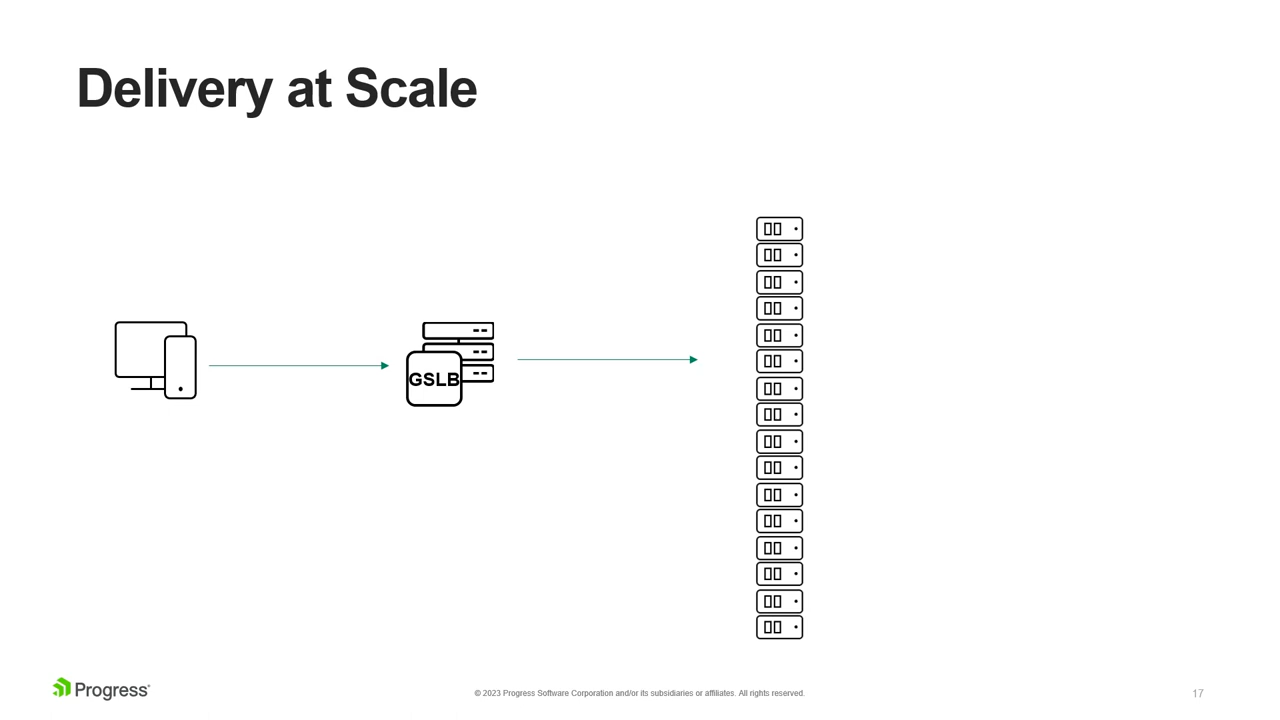 Delivery at Scale
GSLB
Progress®
© 2023 Progress Software Corporation and/or its subsidiaries or affiliates. All rights reserved.
17